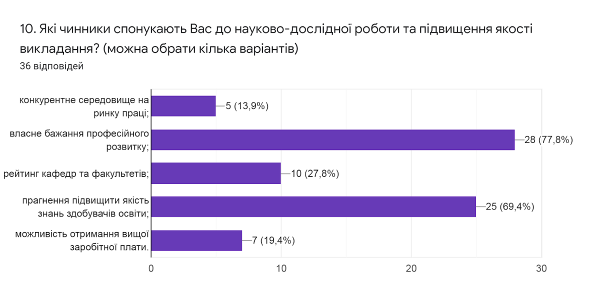 10. Які чинники спонукають Вас до науково-дослідної роботи та підвищення якості
викладання? (можна обрати кілька варіантів)
36 відповідей
конкурентне середовище на
ринку праці;
5 (13,9%)
власне бажання професійного
розвитку;
28 (77,8%)
рейтинг кафедр та факультетів;
10 (27,8%)
прагнення підвищити якість
знань здобувачів освіти;
25 (69,4%)
можливість отримання вищої
заробітної плати.
7 (19,4%)
0
10
20
30